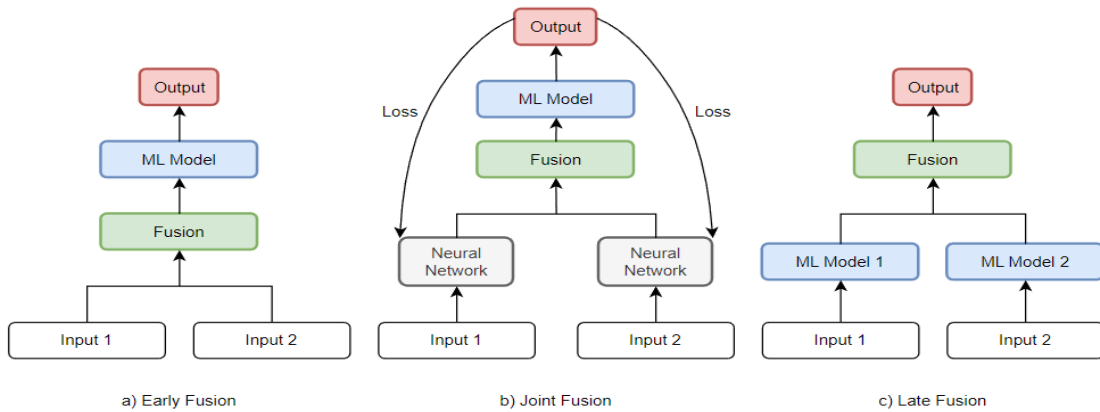 Output
ML Model
Fusion
Input 1
Input 2
a) Early Fusion
Output
Loss
Loss
ML Model
Fusion
Neural
Network
Neural
Network
Input 1
Input 2
b) Joint Fusion
Output
Fusion
ML Model 1
ML Model 2
Input 1
Input 2
c) Late Fusion